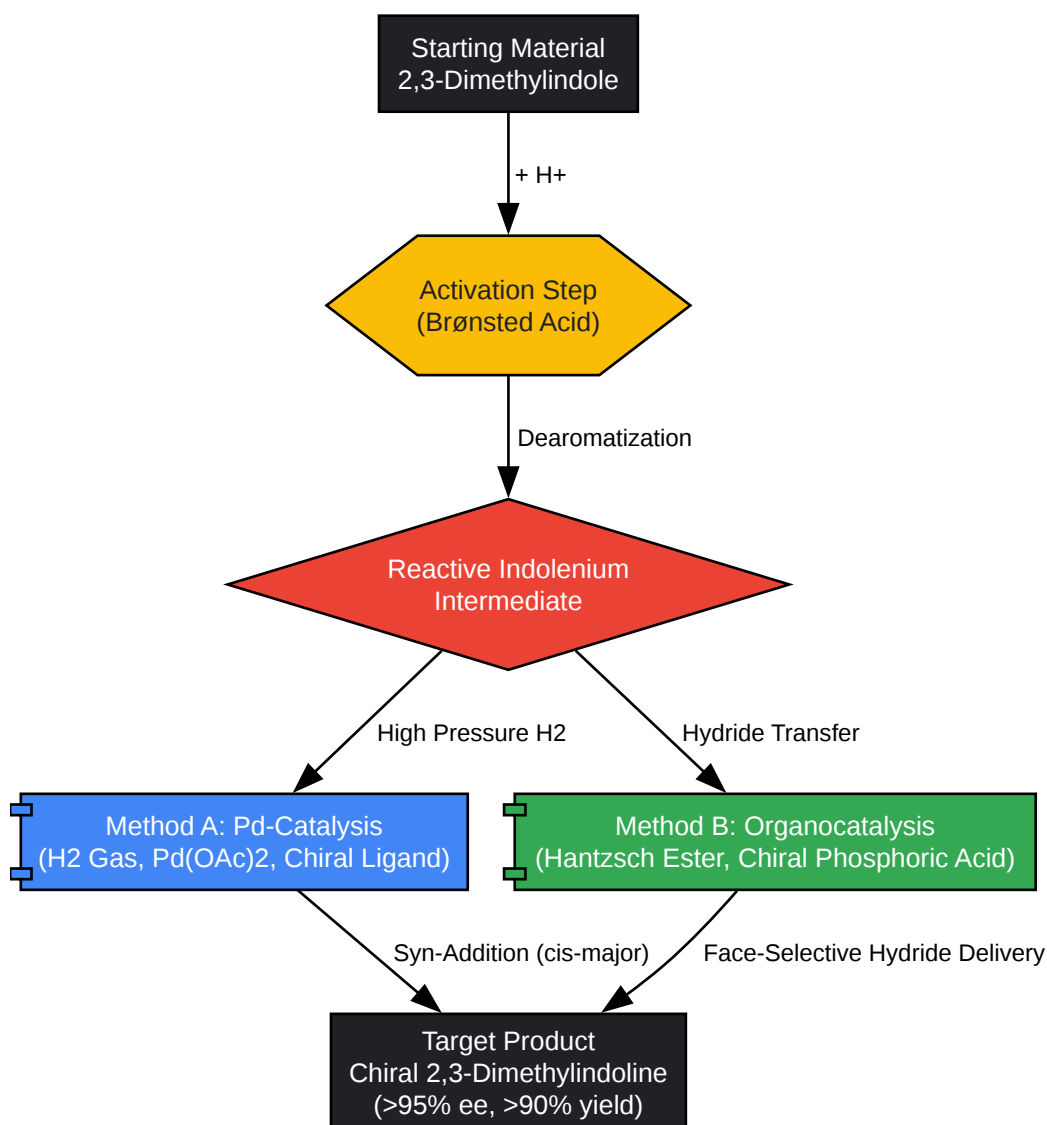 Starting Material
2,3-Dimethylindole
+ H+
Activation Step
(Brønsted Acid)
Dearomatization
Reactive Indolenium
Intermediate
High Pressure H2
Hydride Transfer
Method A: Pd-Catalysis
(H2 Gas, Pd(OAc)2, Chiral Ligand)
Method B: Organocatalysis
(Hantzsch Ester, Chiral Phosphoric Acid)
Syn-Addition (cis-major)
Face-Selective Hydride Delivery
Target Product
Chiral 2,3-Dimethylindoline
(>95% ee, >90% yield)